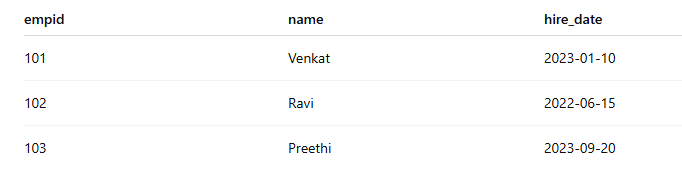 empid name hire_date
101 Venkat 2023-01-10
102 Ravi 2022-06-15
103 Preethi 2023-09-20